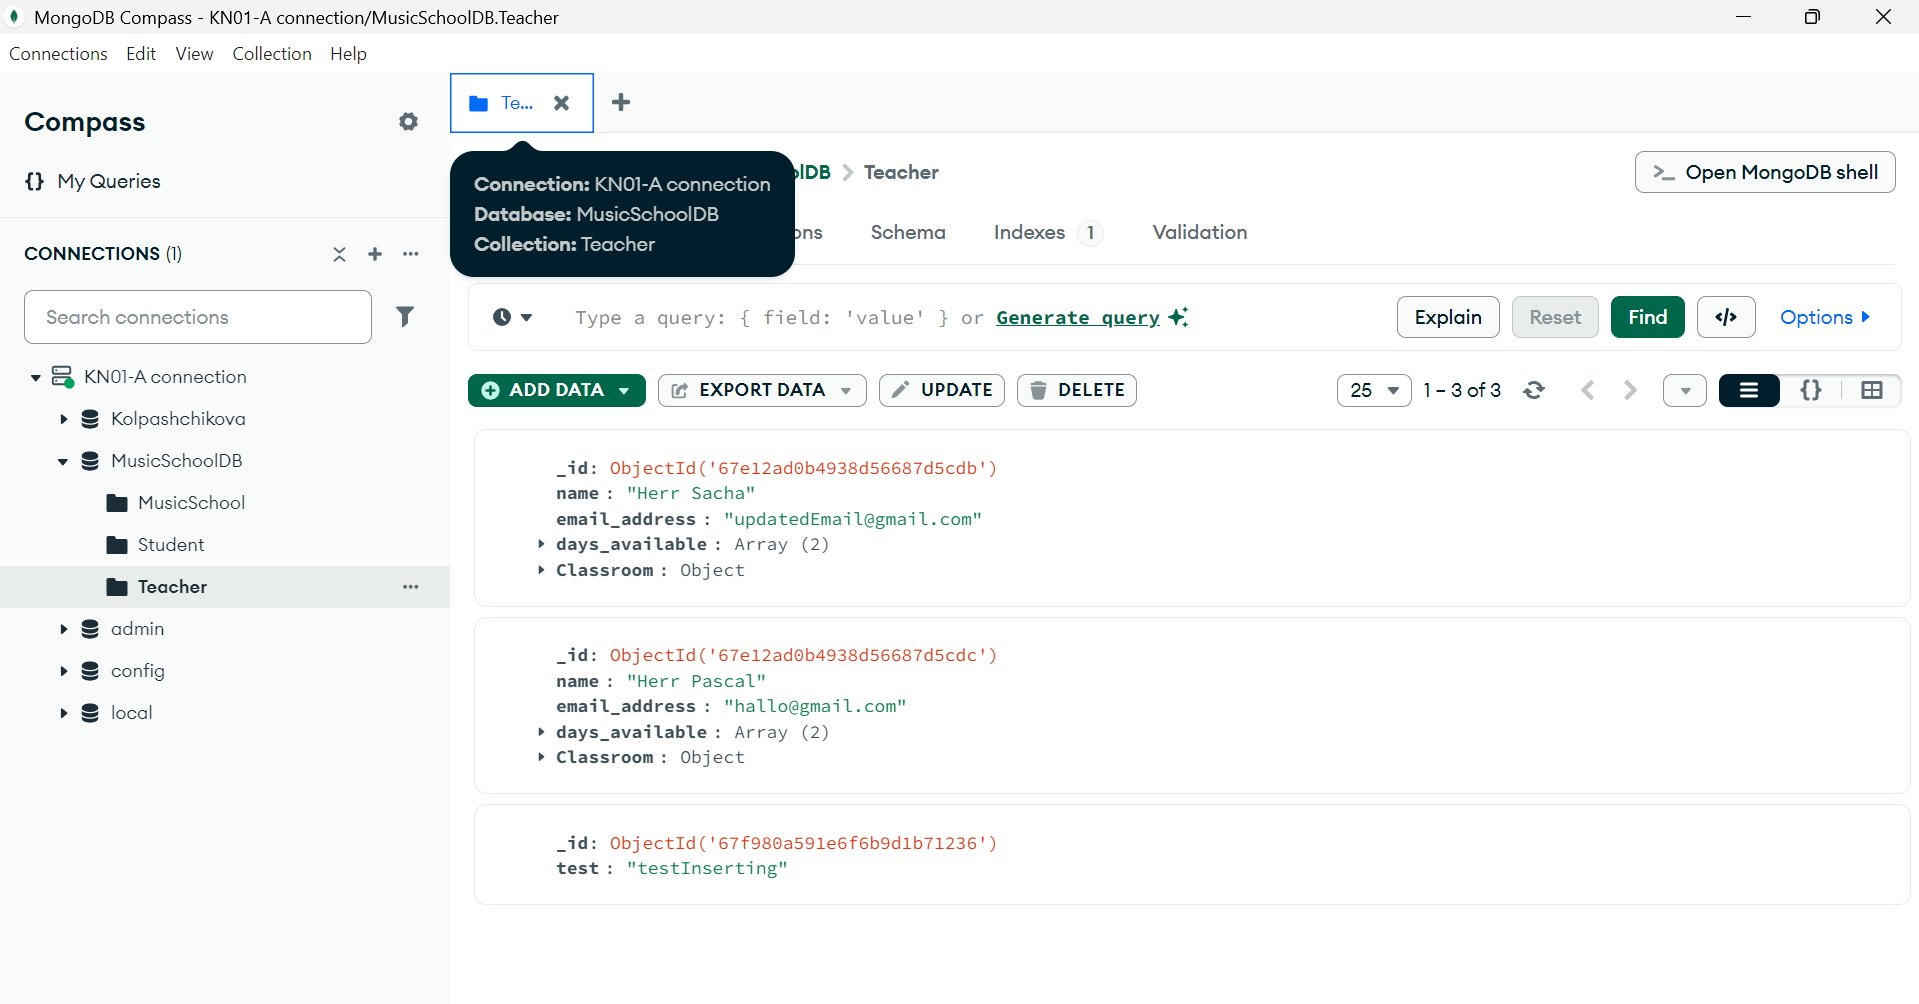 MongoDB Compass - KN01-A connection/MusicSchoolDB.Teacher
Connections Edit View Collection Help
Compass
{} My Queries
CONNECTIONS (1)
Search connections
KN01-A connection
Kolpashchikova
MusicSchoolDB
MusicSchool
Student
Teacher
admin
config
local
Te...
Connection: KN01-A connection
Database: MusicSchoolDB
Collection: Teacher
olDB > Teacher
>_ Open MongoDB shell
ons Schema Indexes 1 Validation
Type a query: { field: 'value' } or Generate query
Explain Reset Find </> Options
ADD DATA EXPORT DATA UPDATE DELETE
25 1 – 3 of 3 {}
_id: ObjectId('67e12ad0b4938d56687d5cdb')
name : "Herr Sacha"
email_address : "updatedEmail@gmail.com"
days_available : Array (2)
Classroom : Object
_id: ObjectId('67e12ad0b4938d56687d5cdc')
name : "Herr Pascal"
email_address : "hallo@gmail.com"
days_available : Array (2)
Classroom : Object
_id: ObjectId('67f980a591e6f6b9d1b71236')
test : "testInserting"